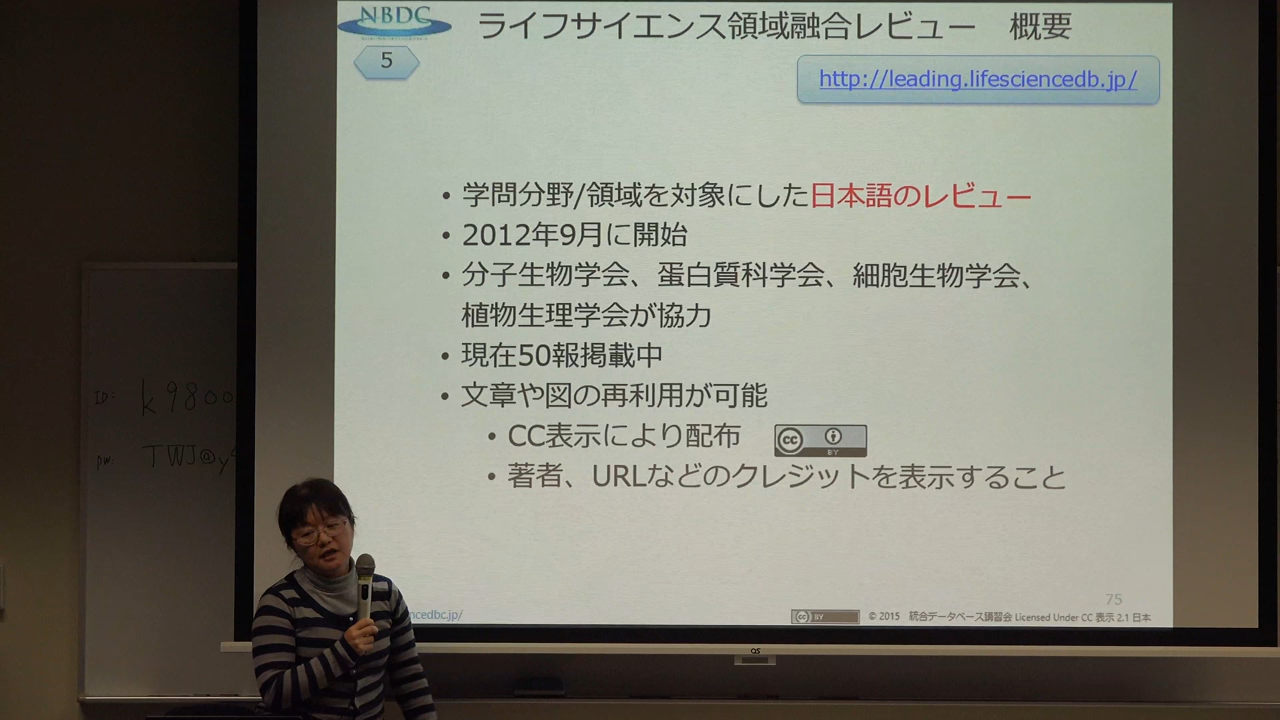 NBDC
ライフサイエンス領域融合レビュー　概要
5
http://leading.lifesciencedb.jp/
• 学問分野/領域を対象にした日本語のレビュー
• 2012年9月に開始
• 分子生物学会、蛋白質科学会、細胞生物学会、
植物生理学会が協力
• 現在50報掲載中
• 文章や図の再利用が可能
• CC表示により配布
cc BY
• 著者、URLなどのクレジットを表示すること
ID: k9800
pw: TWJ@y
75
ncedbc.jp/
cc BY
© 2015 統合データベース講習会 Licensed Under CC 表示 2.1 日本
OS